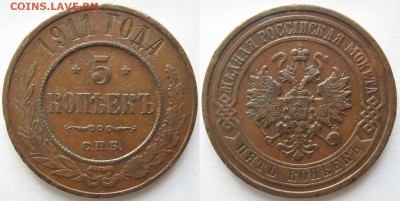 COINS.LAVE.RU
1911 ГОДА
* 5 *
КОПѢЕКЪ
С.П.Б.
МѢДНАЯ РОССІЙСКАЯ МОНЕТА
ПЯТЬ КОПѢЕКЪ